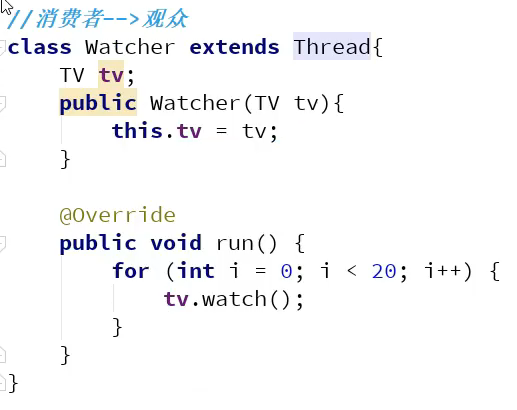 //消费者-->观众
class Watcher extends Thread{
    TV tv;
    public Watcher(TV tv){
        this.tv = tv;
    }

    @Override
    public void run() {
        for (int i = 0; i < 20; i++) {
            tv.watch();
        }
    }
}